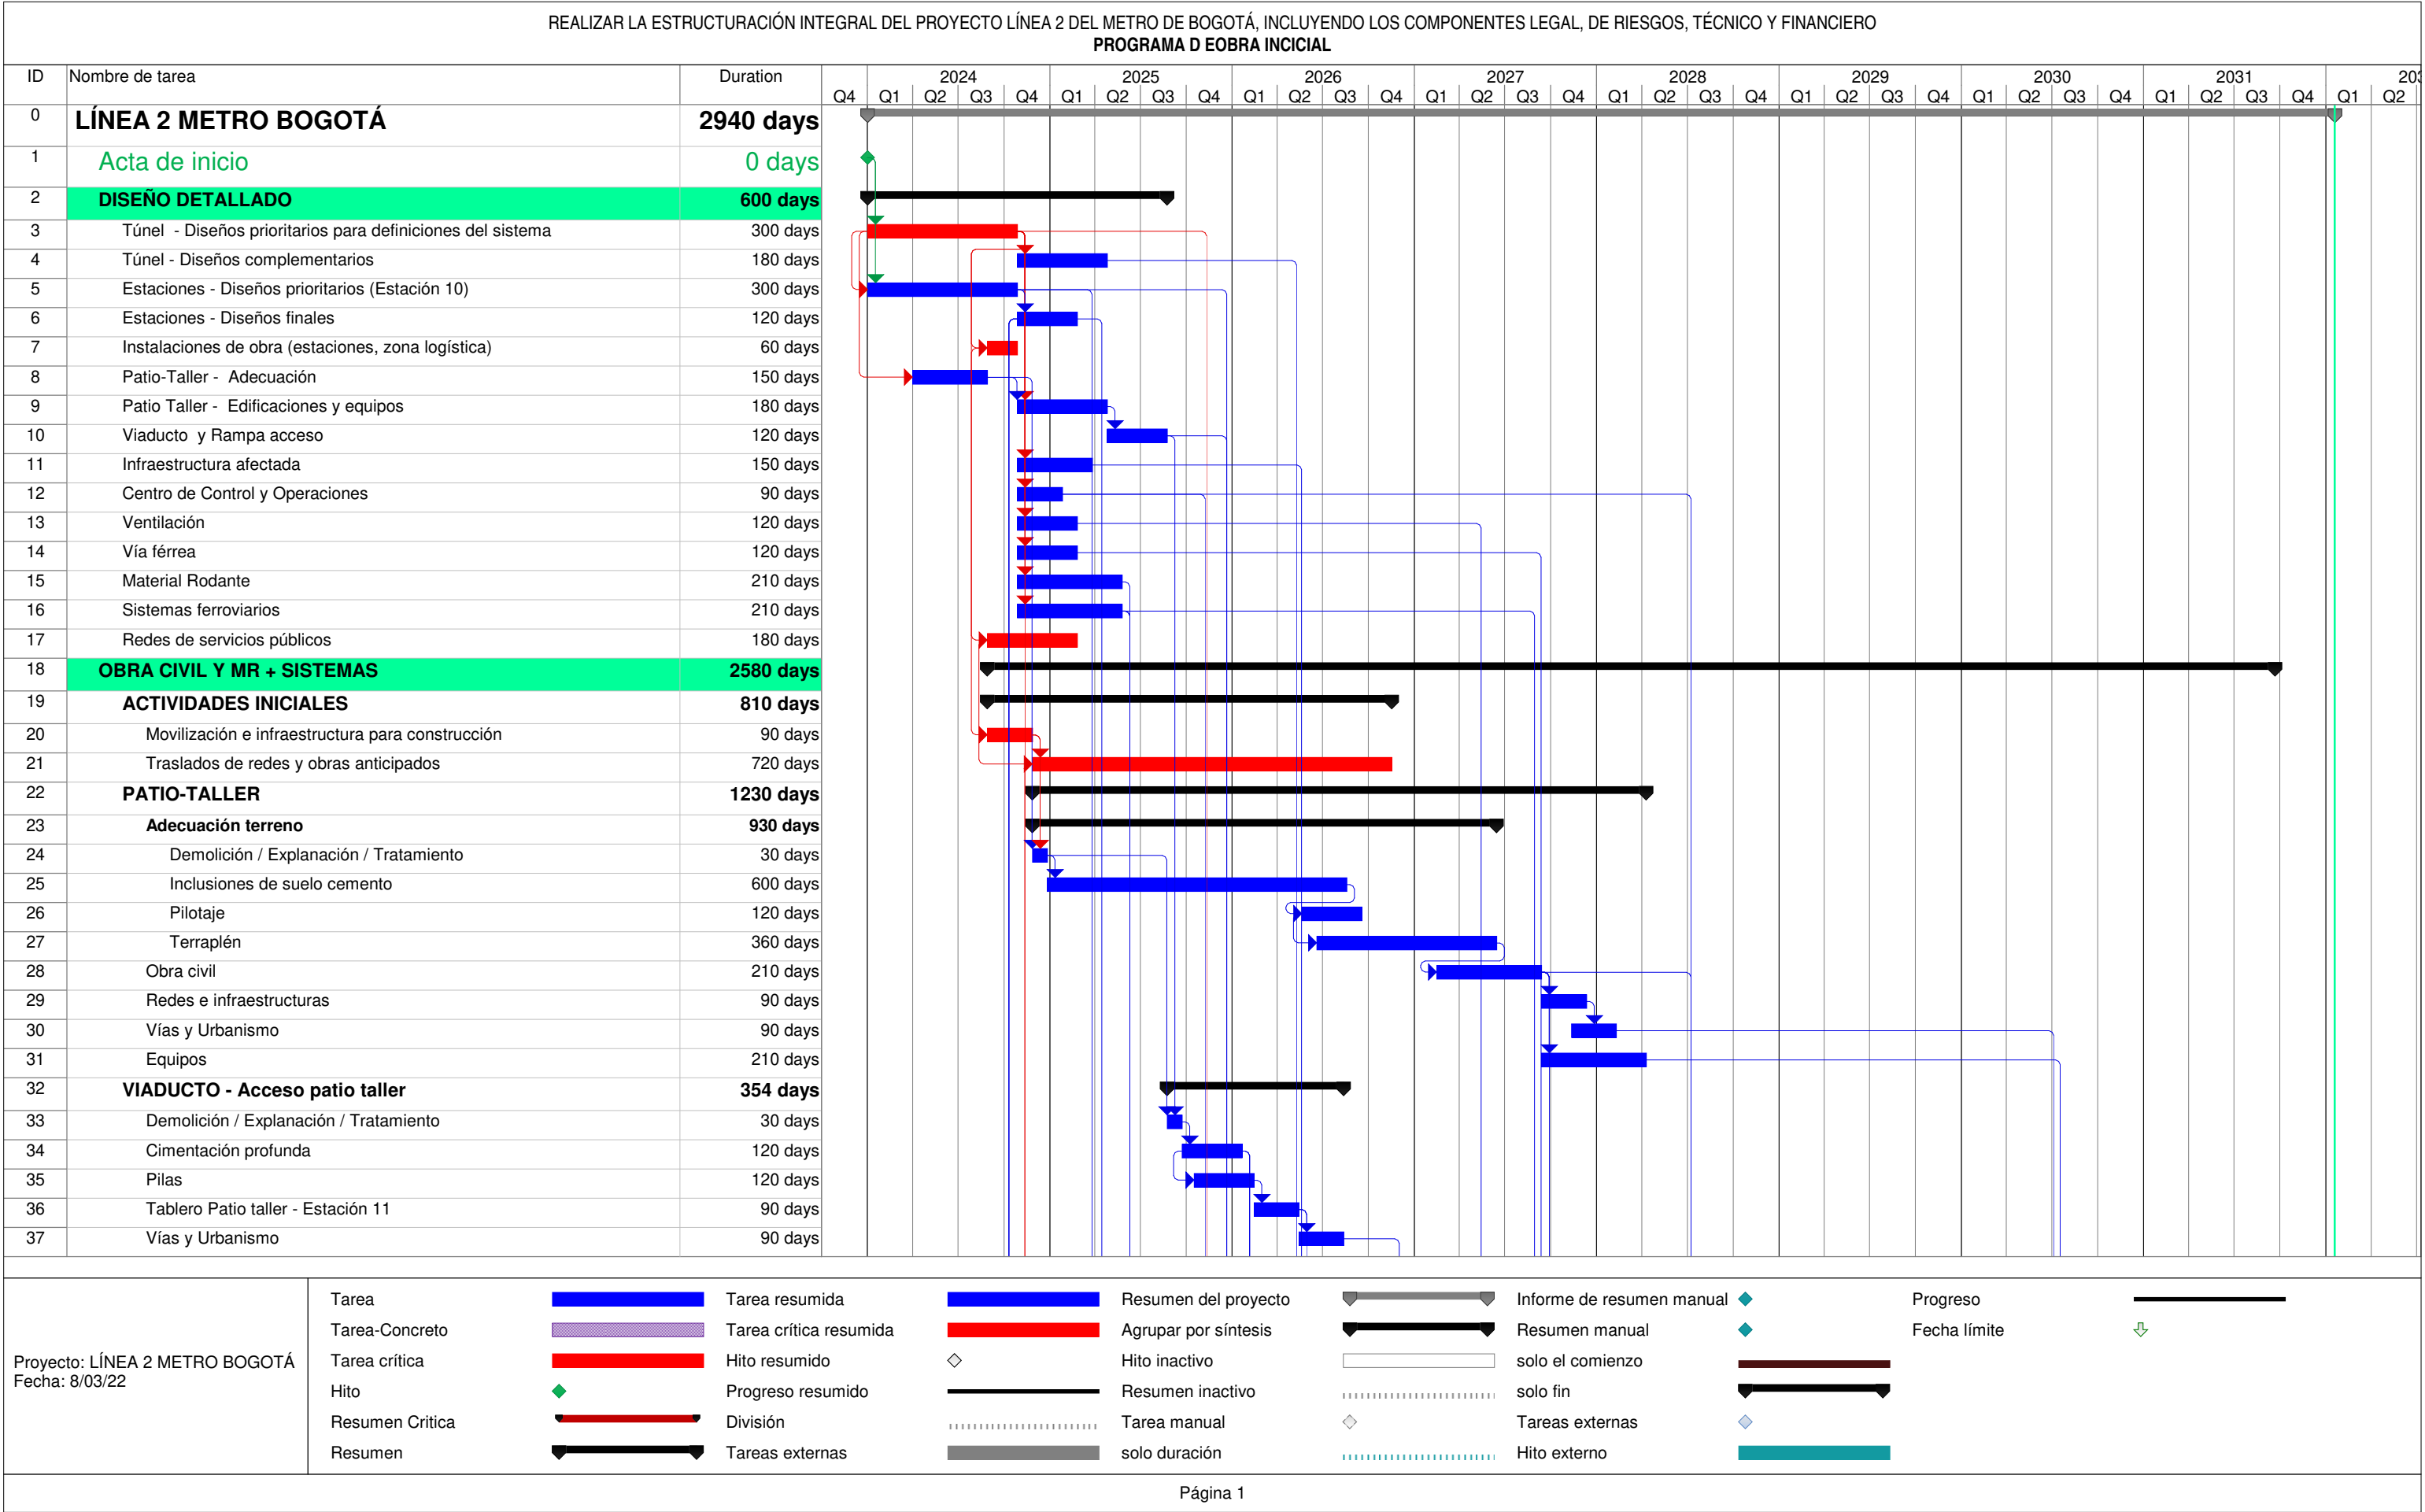 REALIZAR LA ESTRUCTURACIÓN INTEGRAL DEL PROYECTO LÍNEA 2 DEL METRO DE BOGOTÁ, INCLUYENDO LOS COMPONENTES LEGAL, DE RIESGOS, TÉCNICO Y FINANCIERO
PROGRAMA D EOBRA INCICIAL
ID Nombre de tarea Duration 2024 2025 2026 2027 2028 2029 2030 2031 203
Q4 Q1 Q2 Q3 Q4 Q1 Q2 Q3 Q4 Q1 Q2 Q3 Q4 Q1 Q2 Q3 Q4 Q1 Q2 Q3 Q4 Q1 Q2 Q3 Q4 Q1 Q2 Q3 Q4 Q1 Q2 Q3 Q4 Q1 Q2
0 LÍNEA 2 METRO BOGOTÁ 2940 days
1 Acta de inicio 0 days
2 DISEÑO DETALLADO 600 days
3 Túnel - Diseños prioritarios para definiciones del sistema 300 days
4 Túnel - Diseños complementarios 180 days
5 Estaciones - Diseños prioritarios (Estación 10) 300 days
6 Estaciones - Diseños finales 120 days
7 Instalaciones de obra (estaciones, zona logística) 60 days
8 Patio-Taller - Adecuación 150 days
9 Patio Taller - Edificaciones y equipos 180 days
10 Viaducto y Rampa acceso 120 days
11 Infraestructura afectada 150 days
12 Centro de Control y Operaciones 90 days
13 Ventilación 120 days
14 Vía férrea 120 days
15 Material Rodante 210 days
16 Sistemas ferroviarios 210 days
17 Redes de servicios públicos 180 days
18 OBRA CIVIL Y MR + SISTEMAS 2580 days
19 ACTIVIDADES INICIALES 810 days
20 Movilización e infraestructura para construcción 90 days
21 Traslados de redes y obras anticipados 720 days
22 PATIO-TALLER 1230 days
23 Adecuación terreno 930 days
24 Demolición / Explanación / Tratamiento 30 days
25 Inclusiones de suelo cemento 600 days
26 Pilotaje 120 days
27 Terraplén 360 days
28 Obra civil 210 days
29 Redes e infraestructuras 90 days
30 Vías y Urbanismo 90 days
31 Equipos 210 days
32 VIADUCTO - Acceso patio taller 354 days
33 Demolición / Explanación / Tratamiento 30 days
34 Cimentación profunda 120 days
35 Pilas 120 days
36 Tablero Patio taller - Estación 11 90 days
37 Vías y Urbanismo 90 days
Proyecto: LÍNEA 2 METRO BOGOTÁ
Fecha: 8/03/22
Tarea Tarea resumida Resumen del proyecto Informe de resumen manual Progreso
Tarea-Concreto Tarea crítica resumida Agrupar por síntesis Resumen manual Fecha límite
Tarea crítica Hito resumido Hito inactivo solo el comienzo
Hito Progreso resumido Resumen inactivo solo fin
Resumen Critica División Tarea manual Tareas externas
Resumen Tareas externas solo duración Hito externo
Página 1